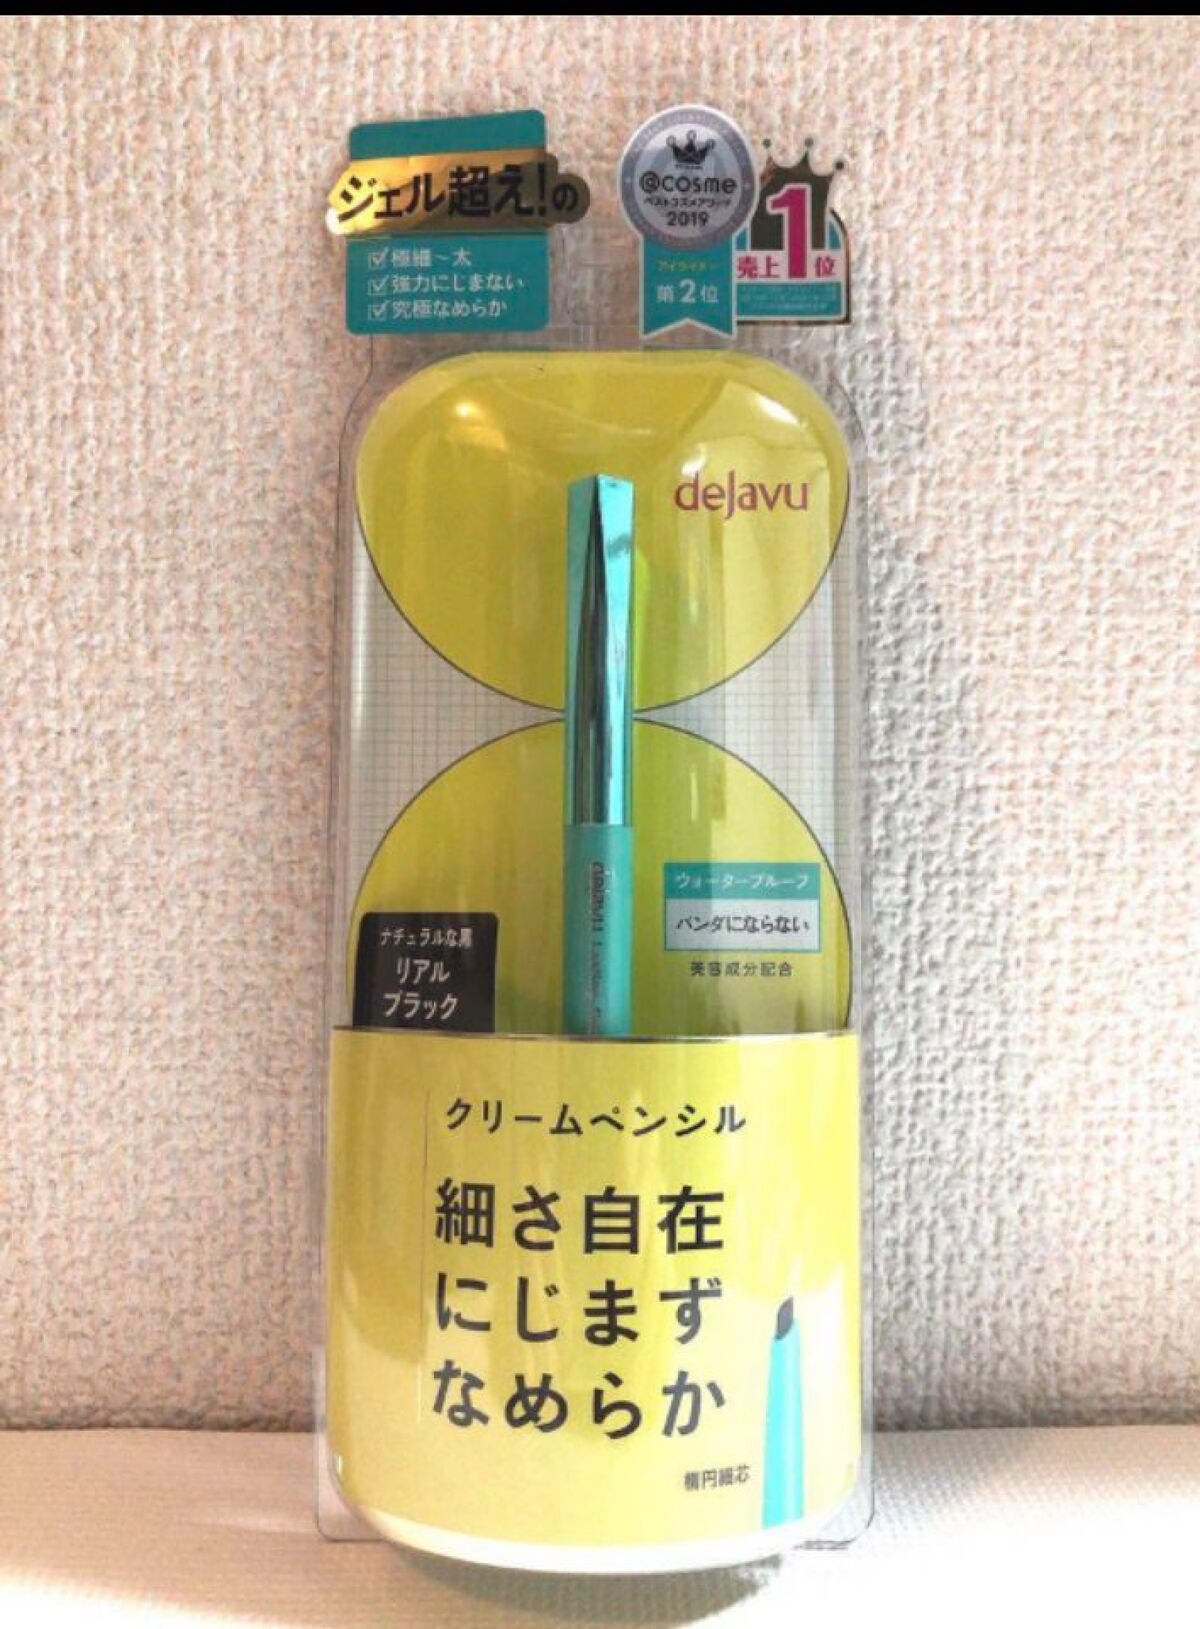 ジェル超え!の
極細～太
強力にじまない
究極なめらか
@cosme
ベストコスメアワード
2019
アイライナー
第2位
1
売上 位
dejavu
dejavu
ウォータープルーフ
パンダにならない
美容成分配合
ナチュラルな黒
リアル
ブラック
クリームペンシル
細さ自在
にじまず
なめらか
楕円細芯